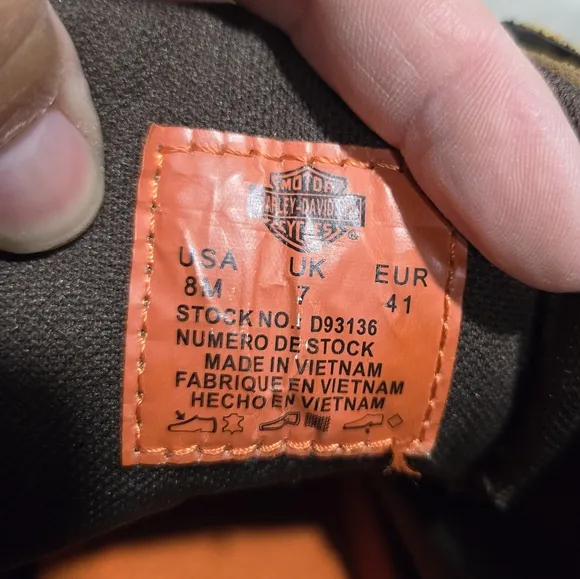 MOTOR
HARLEY-DAVIDSON
CYCLES
USA UK EUR
8M 7 41
STOCK NO.: D93136
NUMERO DE STOCK
MADE IN VIETNAM
FABRIQUE EN VIETNAM
HECHO EN VIETNAM